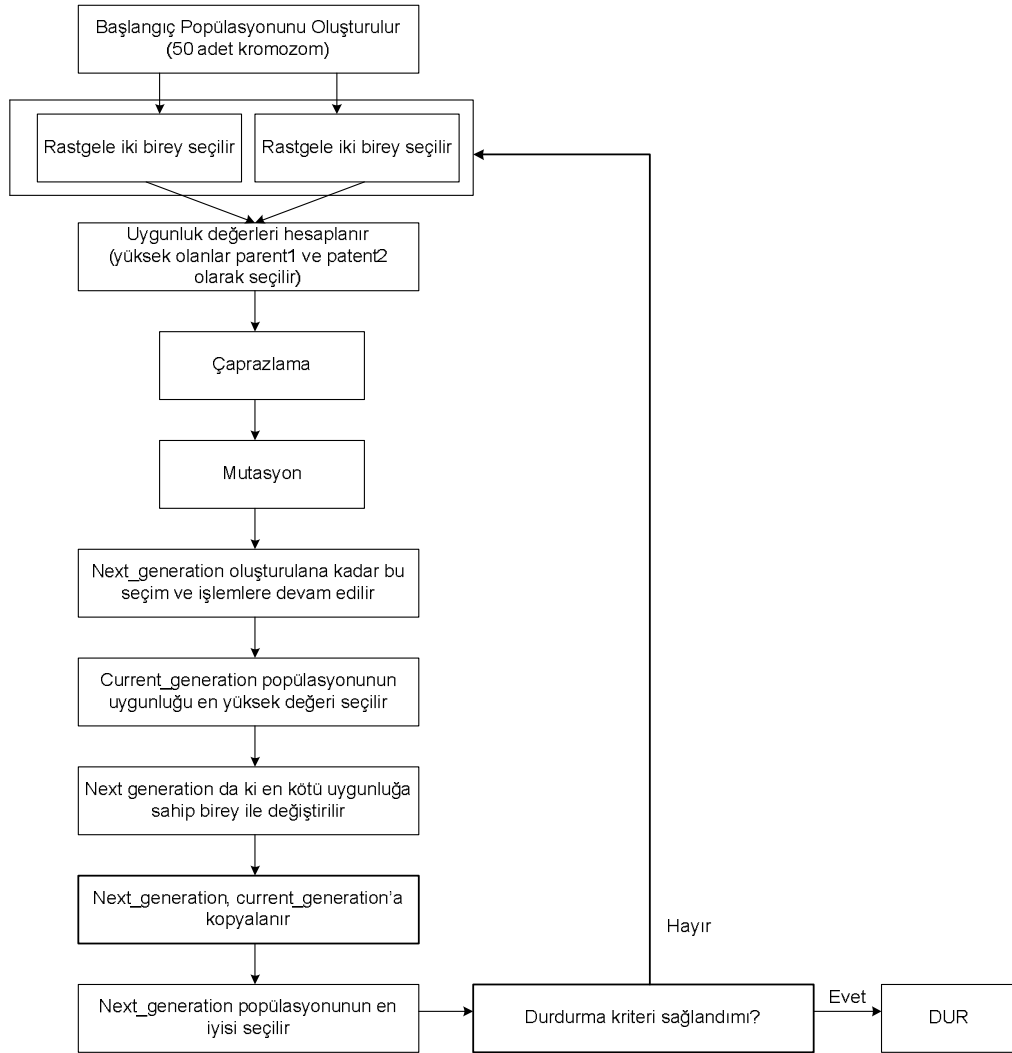 Başlangıç Popülasyonunu Oluşturulur
(50 adet kromozom)
Rastgele iki birey seçilir
Rastgele iki birey seçilir
Uygunluk değerleri hesaplanır
(yüksek olanlar parent1 ve patent2
olarak seçilir)
Çaprazlama
Mutasyon
Next_generation oluşturulana kadar bu
seçim ve işlemlere devam edilir
Current_generation popülasyonunun
uygunluğu en yüksek değeri seçilir
Next generation da ki en kötü uygunluğa
sahip birey ile değiştirilir
Next_generation, current_generation’a
kopyalanır
Hayır
Next_generation popülasyonunun en
iyisi seçilir
Durdurma kriteri sağlandımı?
Evet
DUR